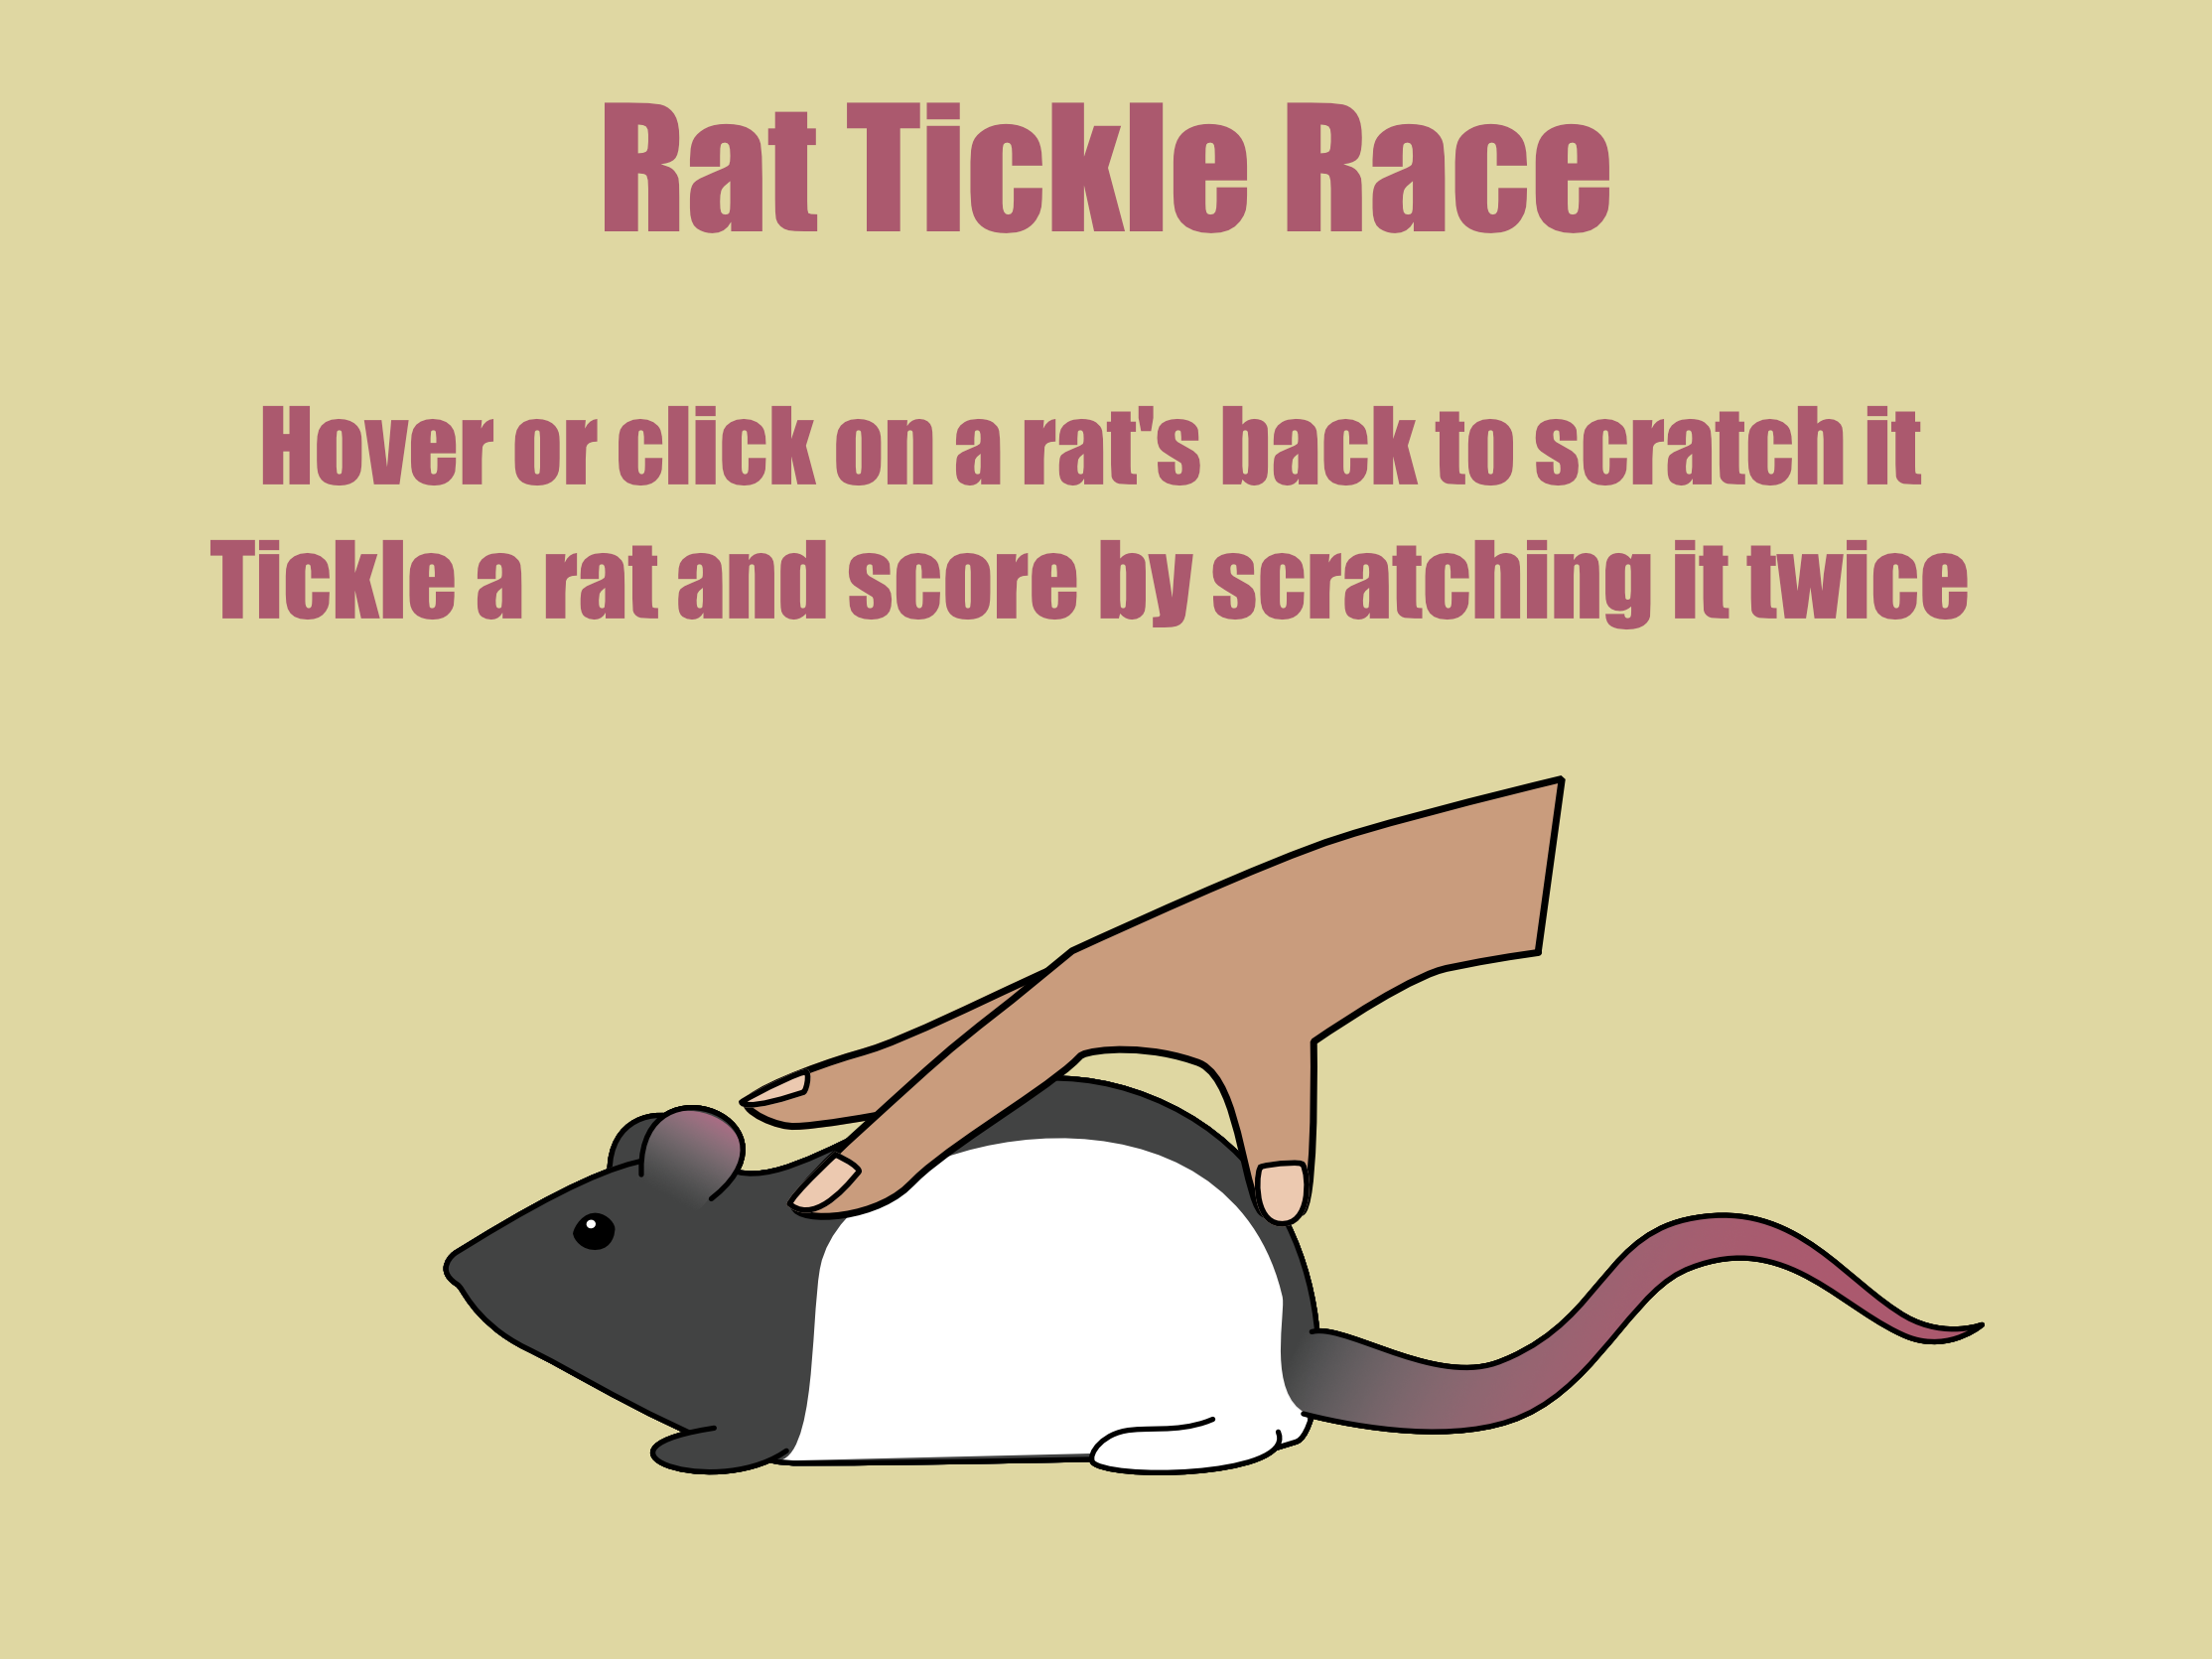 Rat Tickle Race
Hover or click on a rat's back to scratch it
Tickle a rat and score by scratching it twice